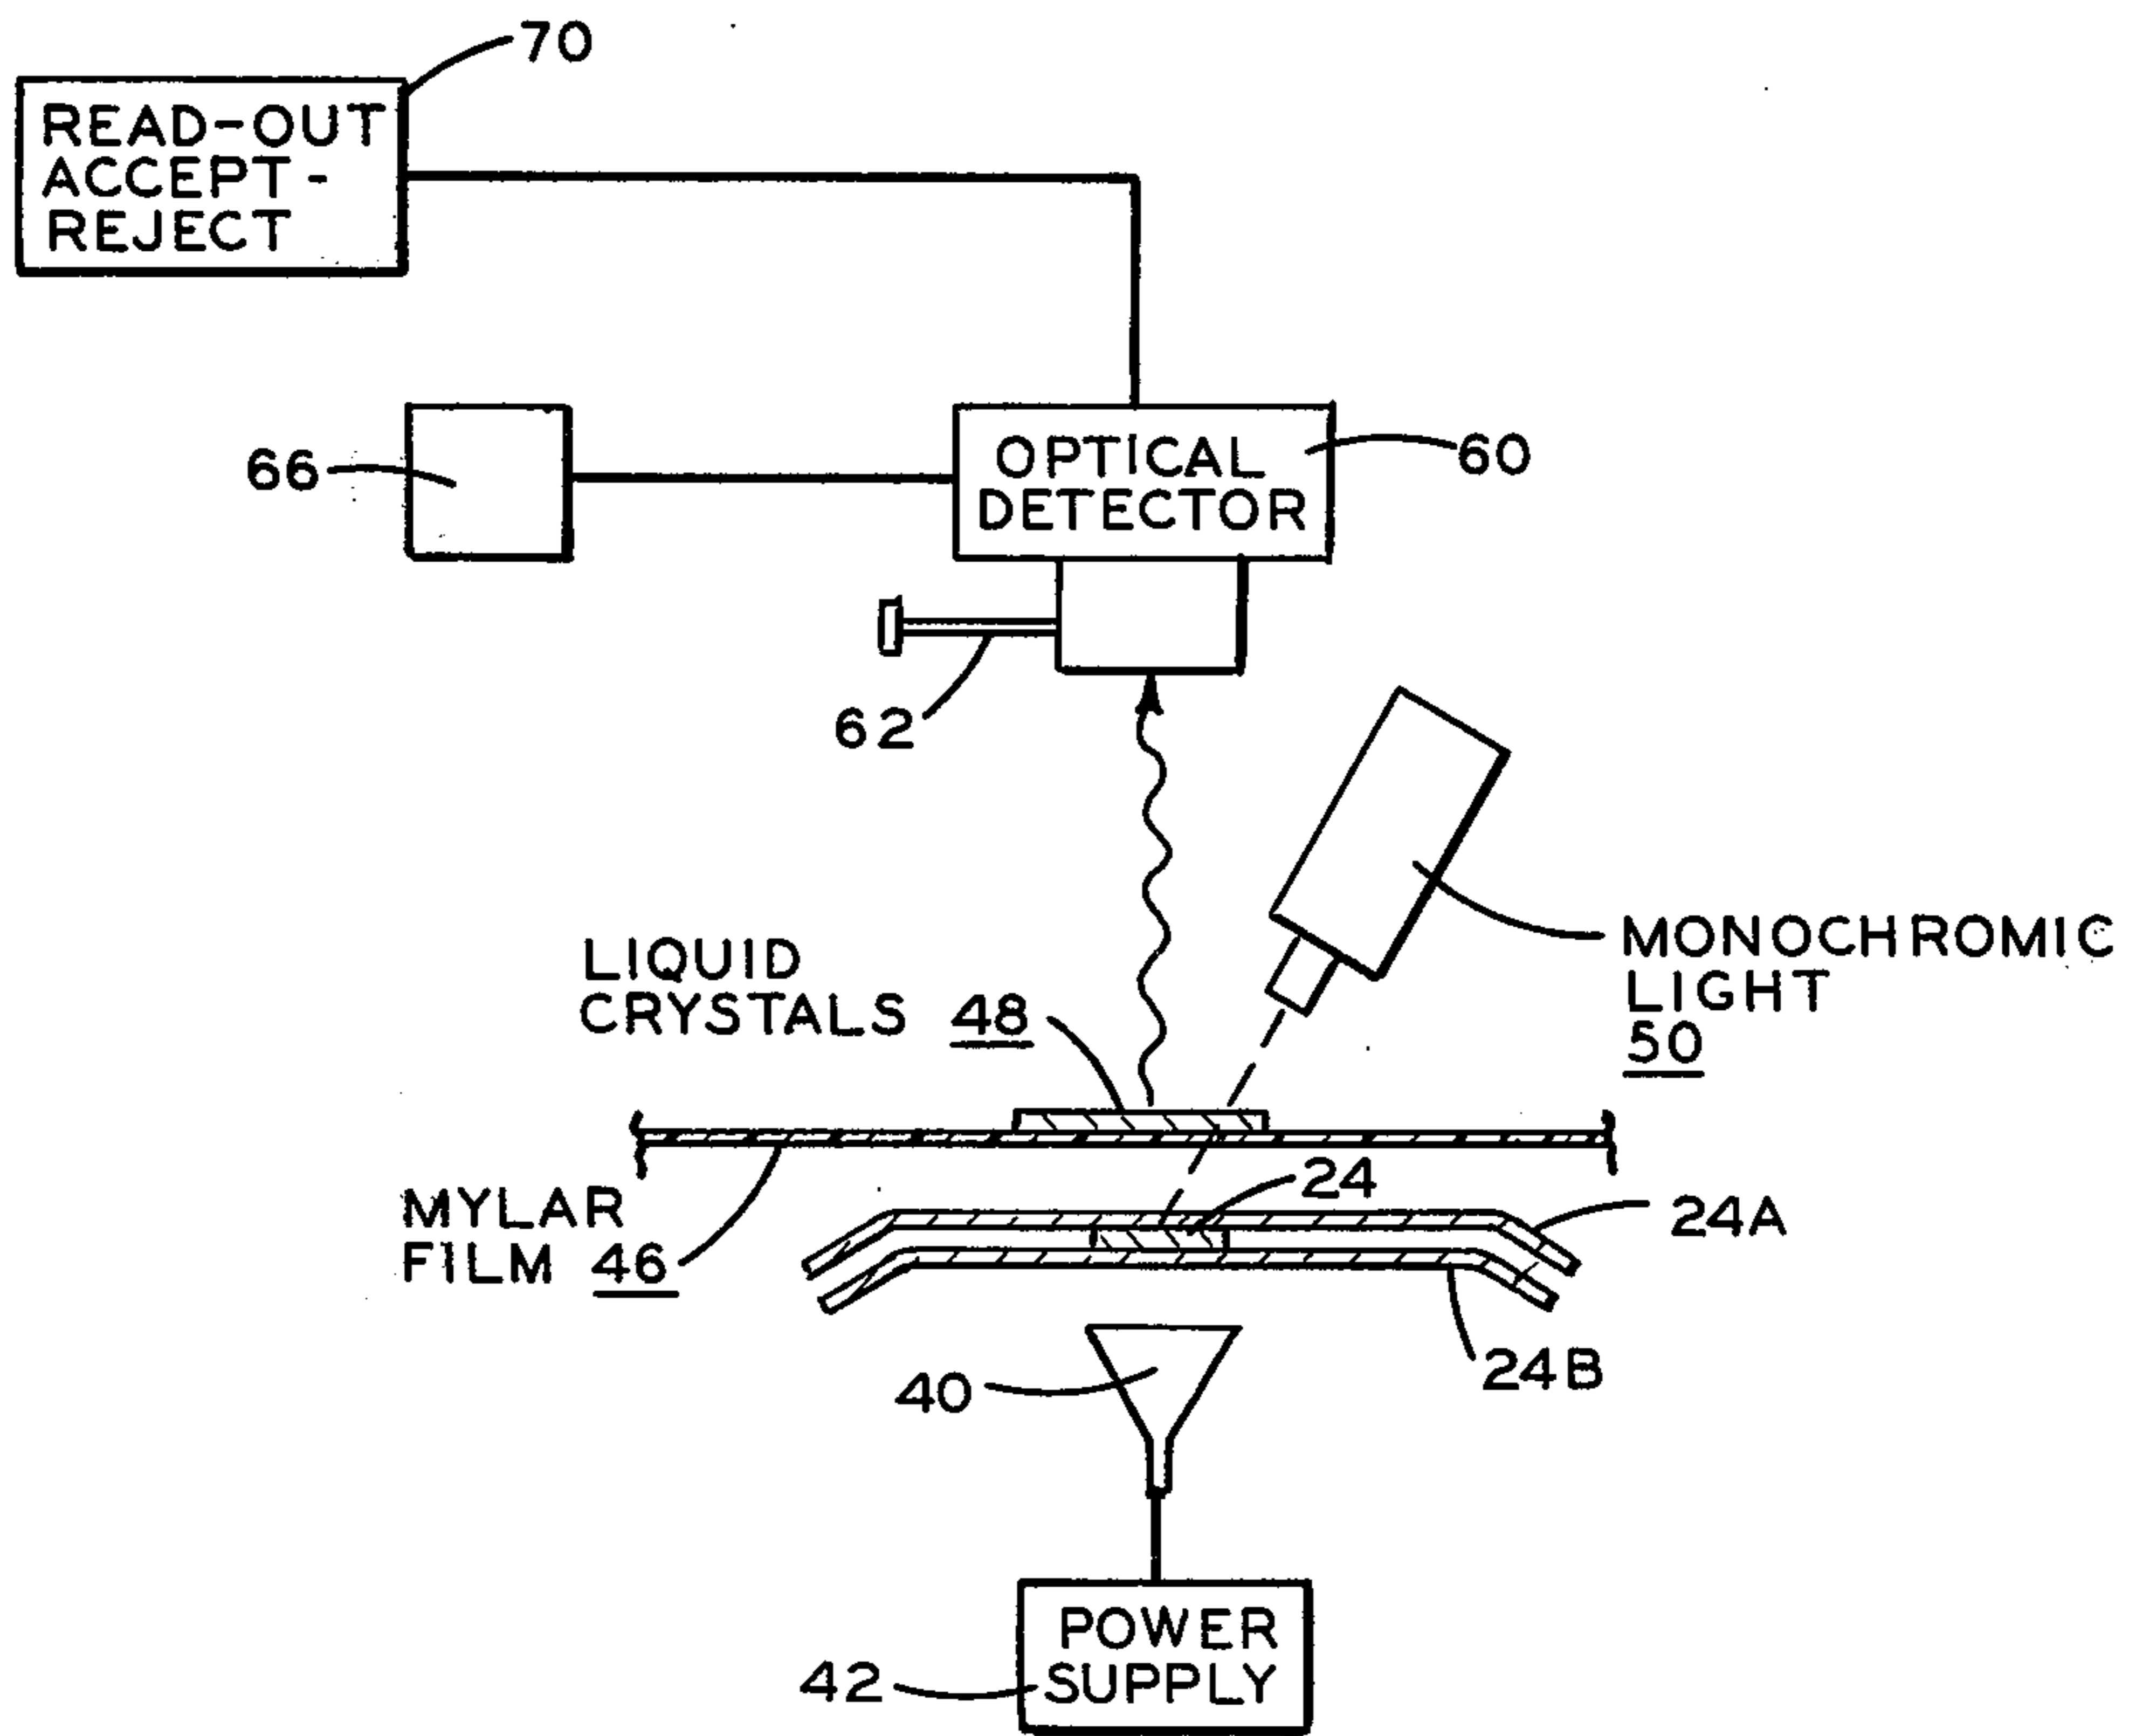 70
READ-OUT
ACCEPT-
REJECT
66
OPTICAL
DETECTOR
60
62
LIQUID
CRYSTALS 48
MONOCHROMIC
LIGHT
50
MYLAR
FILM 46
24
24A
24B
40
POWER
SUPPLY
42